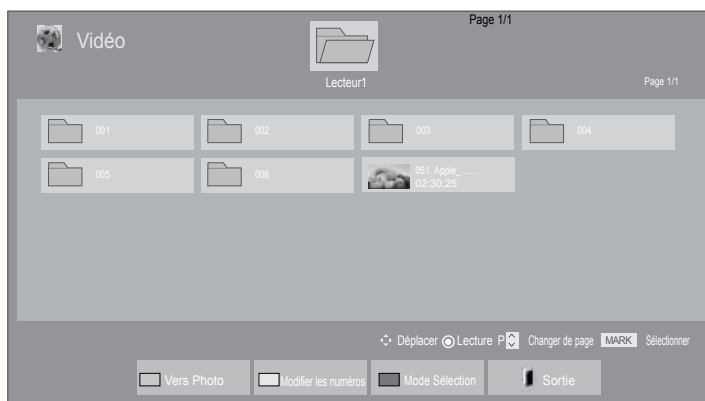 Page 1/1
Vidéo
Lecteur1
Page 1/1
001 002 003 004
005 006 051. Apple_ ......
02:30:25
Déplacer Lecture P Changer de page MARK Sélectionner
Vers Photo Modifier les numéros Mode Sélection Sortie